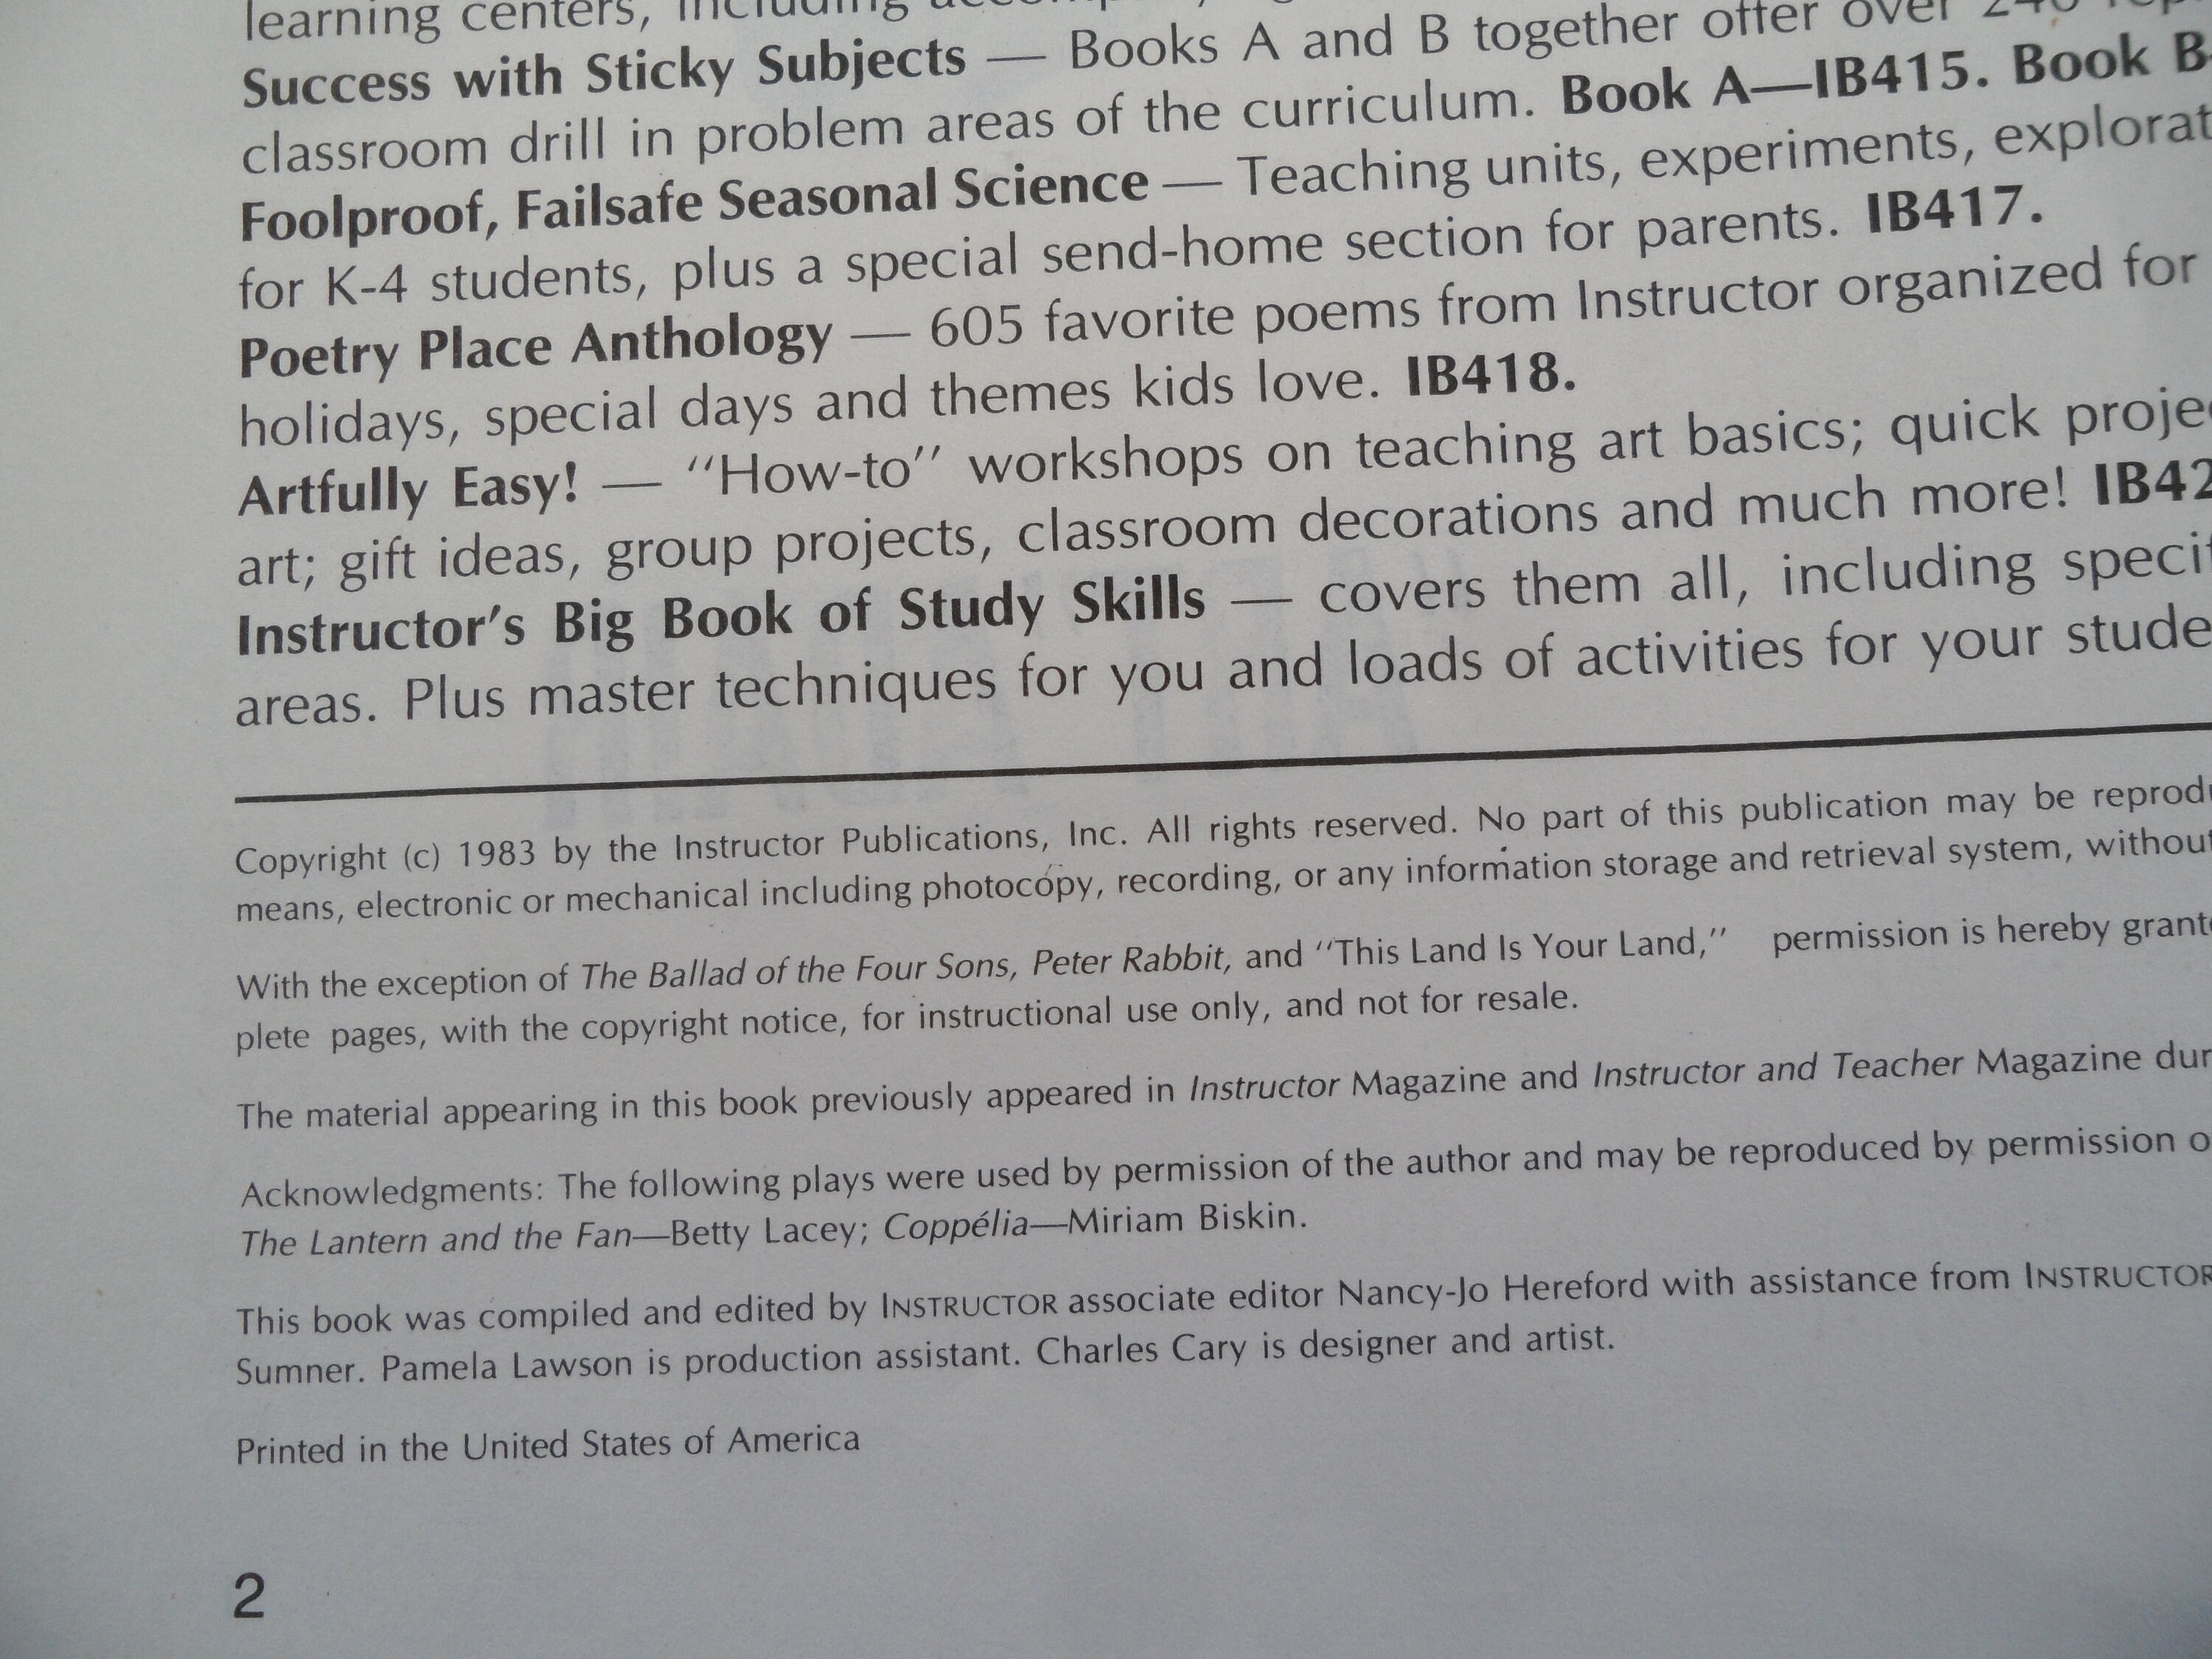 learning centers, including
Success with Sticky Subjects — Books A and B together offer over 240
classroom drill in problem areas of the curriculum. Book A—IB415. Book B
Foolproof, Failsafe Seasonal Science — Teaching units, experiments, explorat
for K-4 students, plus a special send-home section for parents. IB417.
Poetry Place Anthology — 605 favorite poems from Instructor organized for
holidays, special days and themes kids love. IB418.
Artfully Easy! — "How-to" workshops on teaching art basics; quick proje
art; gift ideas, group projects, classroom decorations and much more! IB42
Instructor's Big Book of Study Skills — covers them all, including specif
areas. Plus master techniques for you and loads of activities for your stude
Copyright (c) 1983 by the Instructor Publications, Inc. All rights reserved. No part of this publication may be reprod
means, electronic or mechanical including photocopy, recording, or any information storage and retrieval system, without
With the exception of The Ballad of the Four Sons, Peter Rabbit, and "This Land Is Your Land," permission is hereby grant
plete pages, with the copyright notice, for instructional use only, and not for resale.
The material appearing in this book previously appeared in Instructor Magazine and Instructor and Teacher Magazine dur
Acknowledgments: The following plays were used by permission of the author and may be reproduced by permission o
The Lantern and the Fan—Betty Lacey; Coppélia—Miriam Biskin.
This book was compiled and edited by INSTRUCTOR associate editor Nancy-Jo Hereford with assistance from INSTRUCTOR
Sumner. Pamela Lawson is production assistant. Charles Cary is designer and artist.
Printed in the United States of America
2